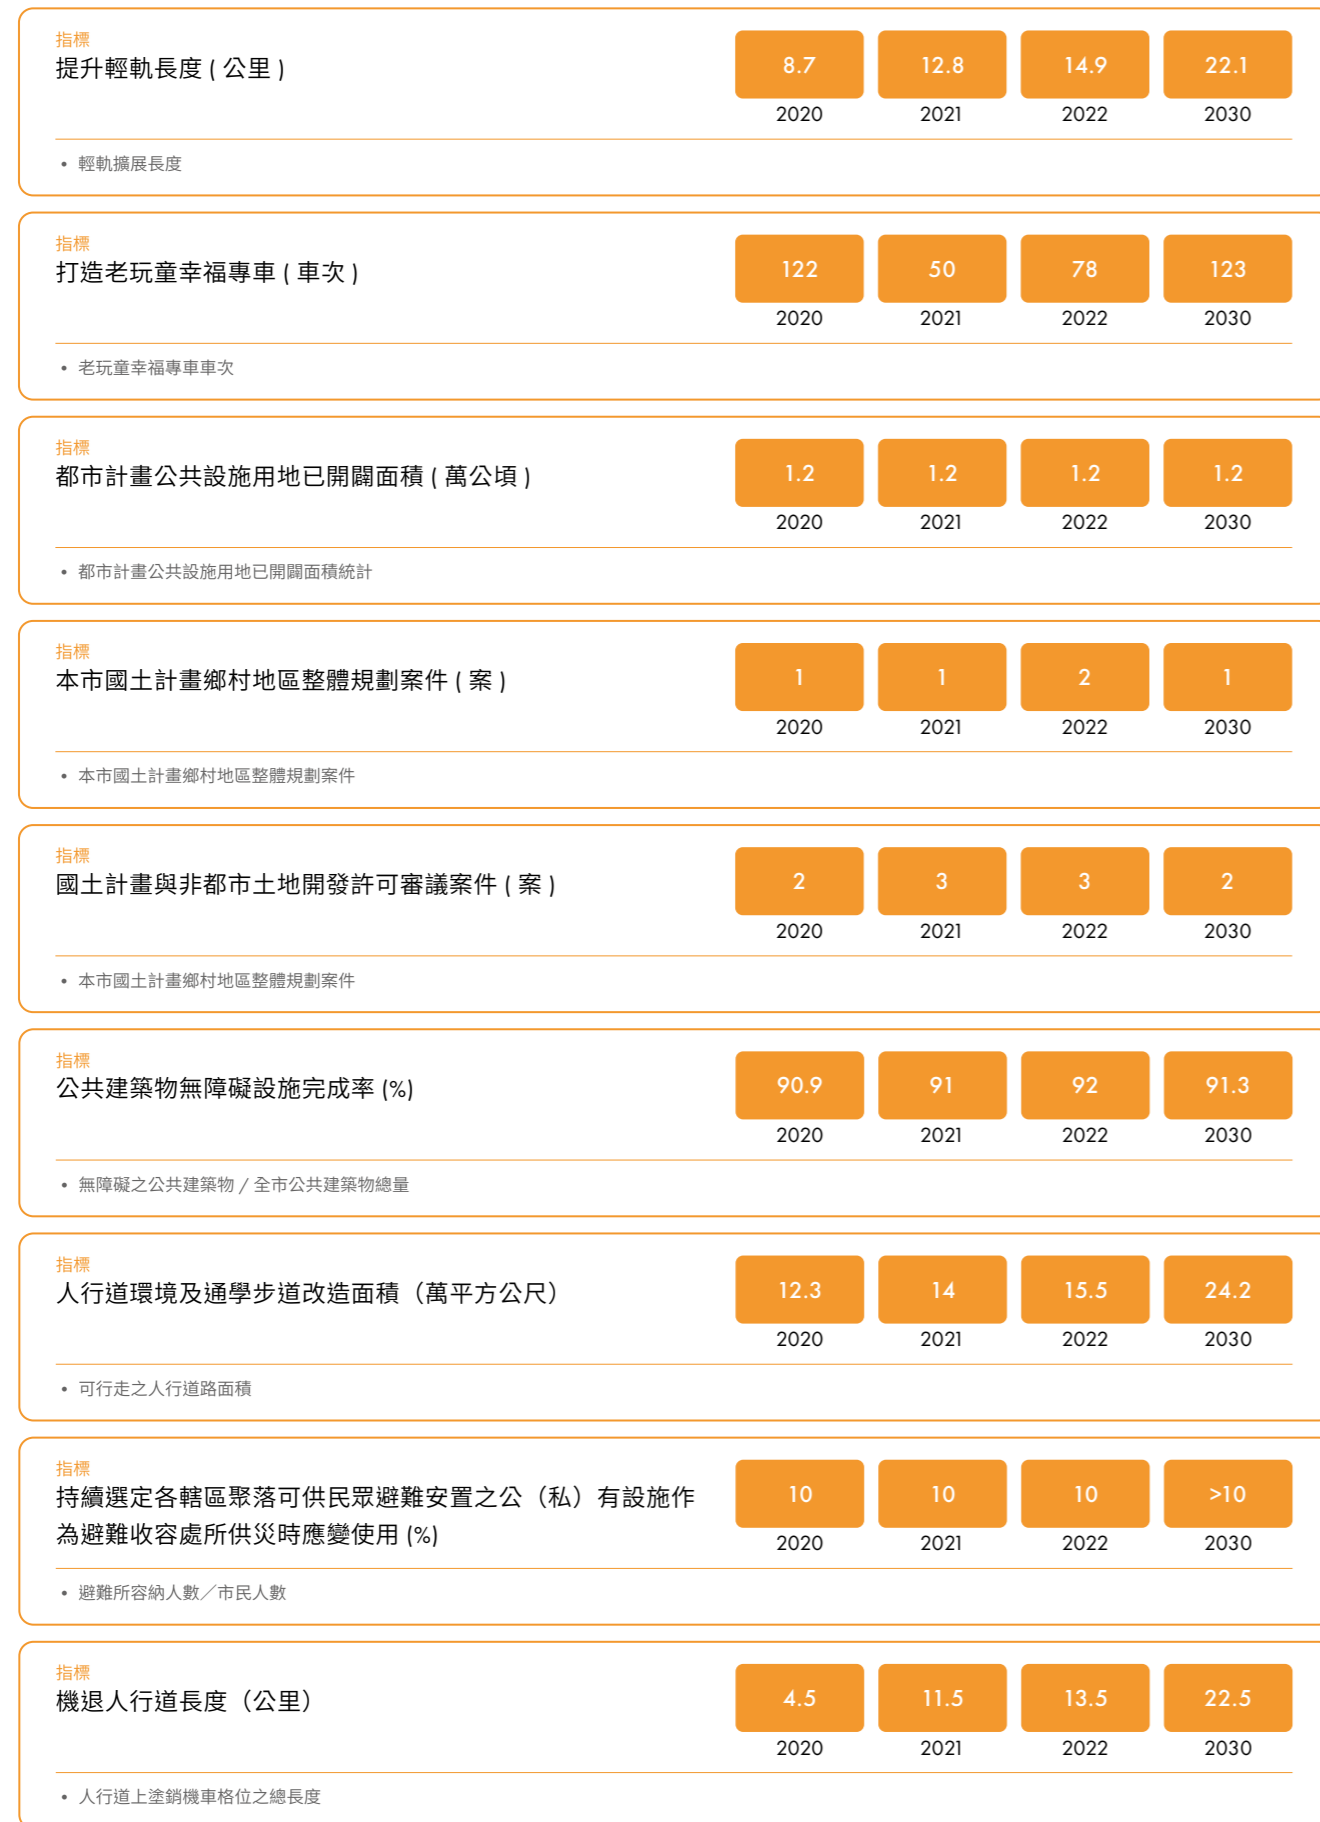 指標
提升輕軌長度 ( 公里 )
8.7 12.8 14.9 22.1
2020 2021 2022 2030
• 輕軌擴展長度
指標
打造老玩童幸福專車 ( 車次 )
122 50 78 123
2020 2021 2022 2030
• 老玩童幸福專車車次
指標
都市計畫公共設施用地已開闢面積 ( 萬公頃 )
1.2 1.2 1.2 1.2
2020 2021 2022 2030
• 都市計畫公共設施用地已開闢面積統計
指標
本市國土計畫鄉村地區整體規劃案件 ( 案 )
1 1 2 1
2020 2021 2022 2030
• 本市國土計畫鄉村地區整體規劃案件
指標
國土計畫與非都市土地開發許可審議案件 ( 案 )
2 3 3 2
2020 2021 2022 2030
• 本市國土計畫鄉村地區整體規劃案件
指標
公共建築物無障礙設施完成率 (%)
90.9 91 92 91.3
2020 2021 2022 2030
• 無障礙之公共建築物 / 全市公共建築物總量
指標
人行道環境及通學步道改造面積（萬平方公尺）
12.3 14 15.5 24.2
2020 2021 2022 2030
• 可行走之人行道路面積
指標
持續選定各轄區聚落可供民眾避難安置之公（私）有設施作
為避難收容處所供災時應變使用 (%)
10 10 10 >10
2020 2021 2022 2030
• 避難所容納人數／市民人數
指標
機退人行道長度（公里）
4.5 11.5 13.5 22.5
2020 2021 2022 2030
• 人行道上塗銷機車格位之總長度